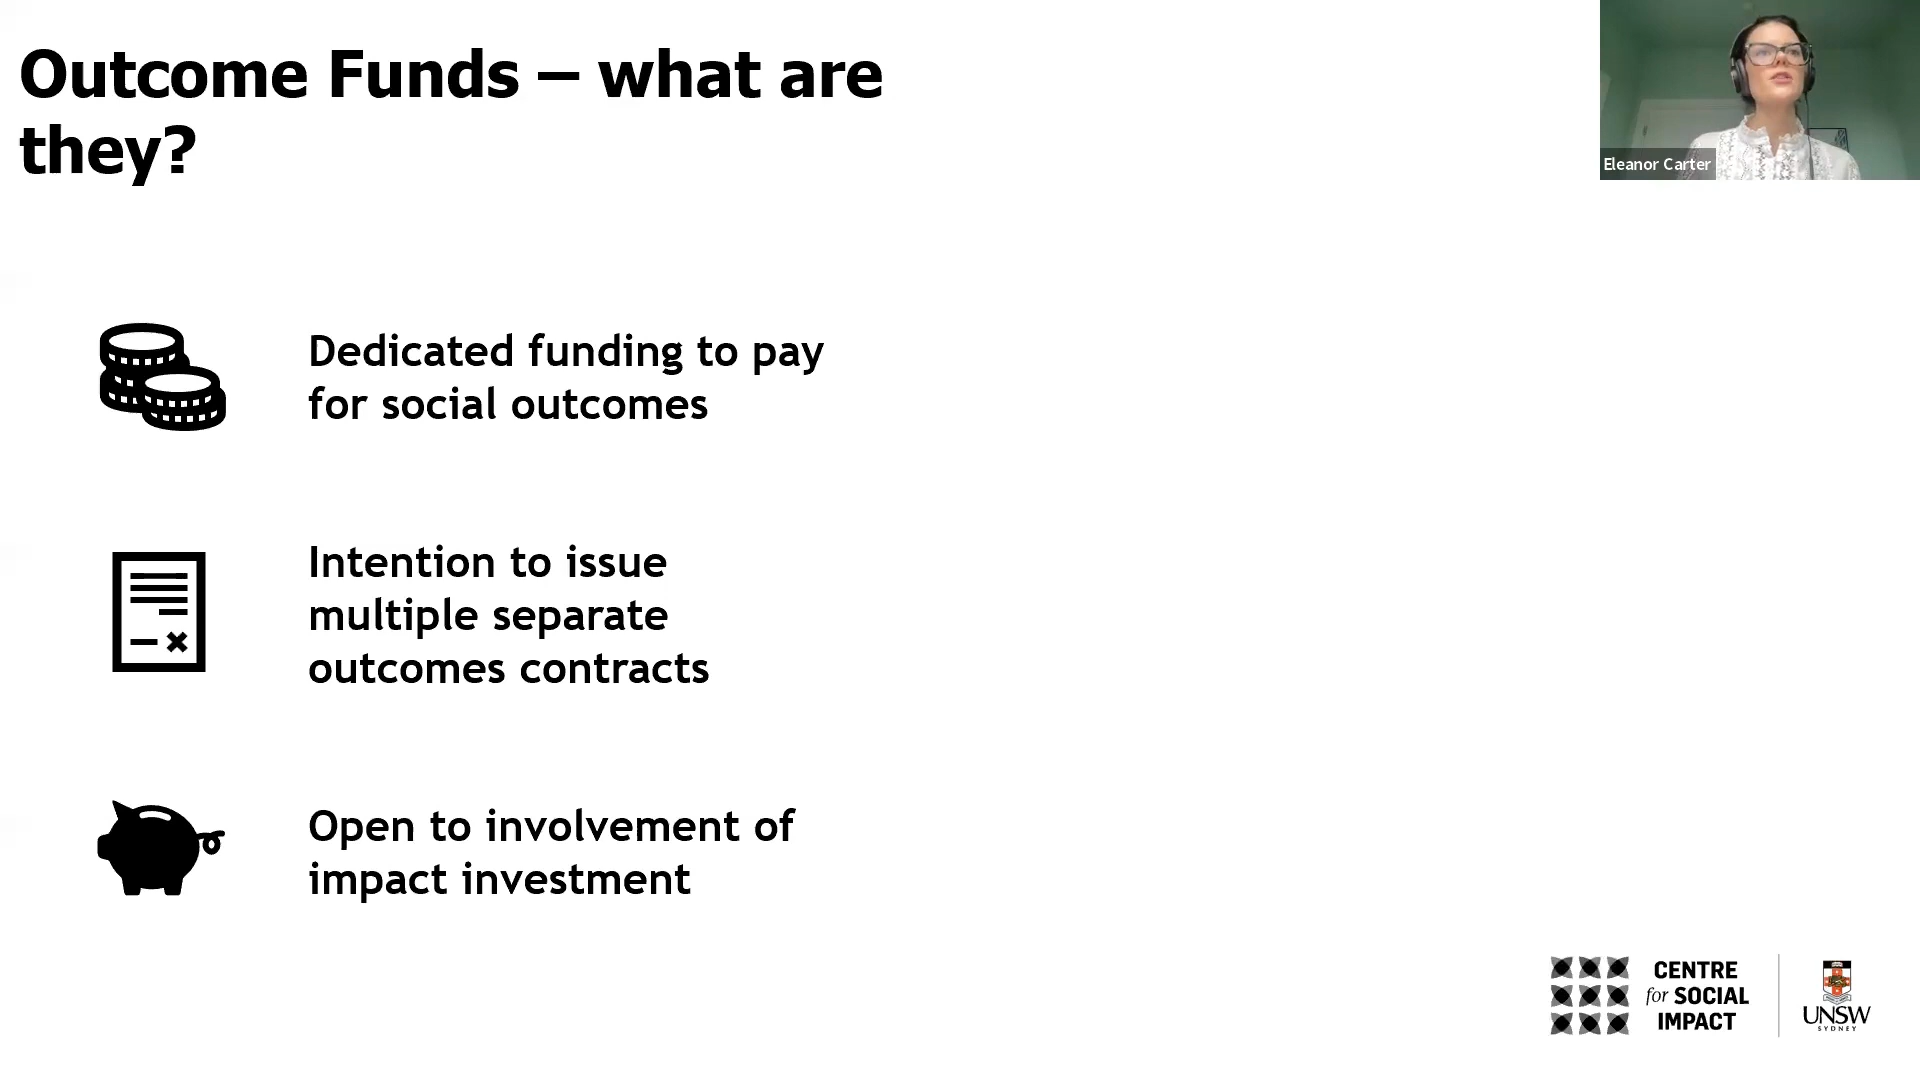 Outcome Funds – what are
they?
Eleanor Carter
Dedicated funding to pay
for social outcomes
Intention to issue
multiple separate
outcomes contracts
Open to involvement of
impact investment
CENTRE
for SOCIAL
IMPACT
UNSW
SYDNEY